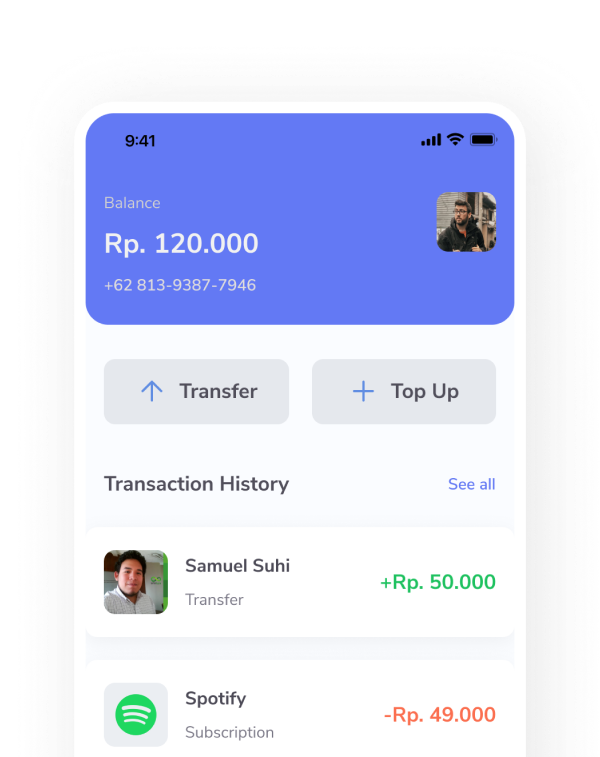 9:41
Balance
Rp. 120.000
+62 813-9387-7946
Transfer
Top Up
Transaction History
See all
Samuel Suhi
Transfer
+Rp. 50.000
Spotify
Subscription
-Rp. 49.000